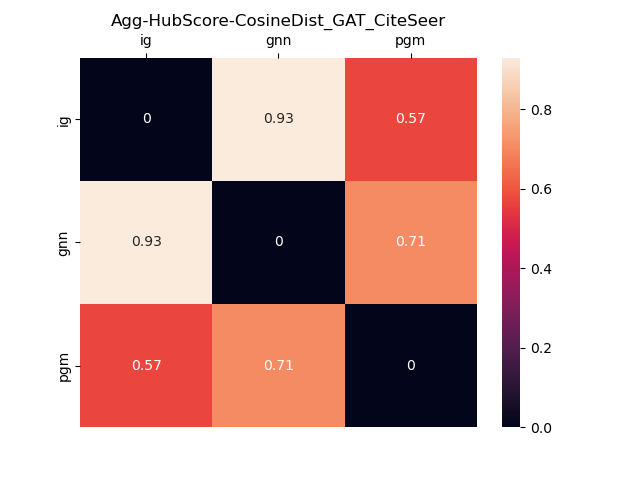 Agg-HubScore-CosineDist_GAT_CiteSeer
ig gnn pgm
ig 0 0.93 0.57
gnn 0.93 0 0.71
pgm 0.57 0.71 0
0.8
0.6
0.4
0.2
0.0